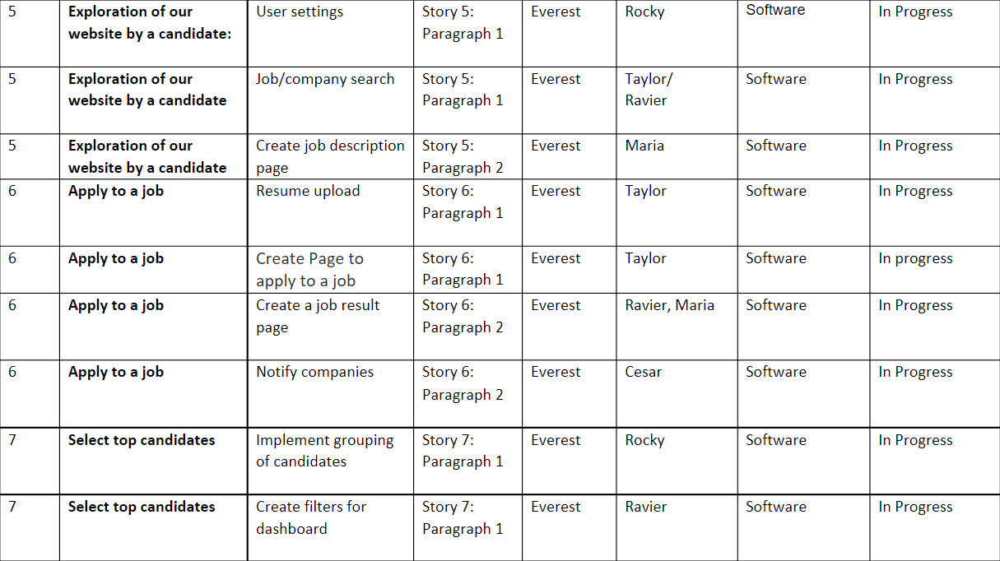 5 Exploration of our User settings Story 5: Everest Rocky Software In Progress
website by a candidate: Paragraph 1
5 Exploration of our Job/company search Story 5: Everest Taylor/ Software In Progress
website by a candidate Paragraph 1 Ravier
5 Exploration of our Create job description Story 5: Everest Maria Software In Progress
website by a candidate page Paragraph 2
6 Apply to a job Resume upload Story 6: Everest Taylor Software In Progress
Paragraph 1
6 Apply to a job Create Page to Story 6: Everest Taylor Software In progress
apply to a job Paragraph 1
6 Apply to a job Create a job result Story 6: Everest Ravier, Maria Software In Progress
page Paragraph 2
6 Apply to a job Notify companies Story 6: Everest Cesar Software In Progress
Paragraph 2
7 Select top candidates Implement grouping Story 7: Everest Rocky Software In Progress
of candidates Paragraph 1
7 Select top candidates Create filters for Story 7: Everest Ravier Software In Progress
dashboard Paragraph 1